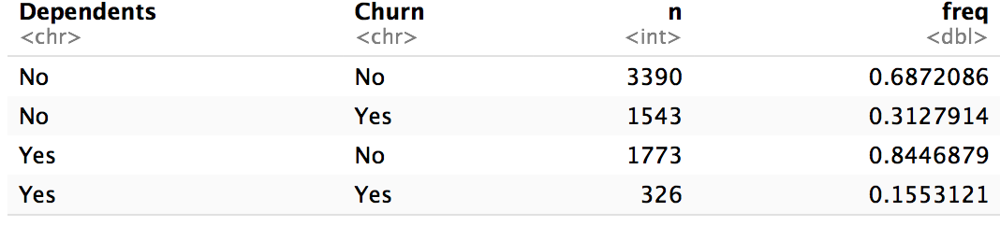 Dependents Churn n freq
<chr> <chr> <int> <dbl>
No No 3390 0.6872086
No Yes 1543 0.3127914
Yes No 1773 0.8446879
Yes Yes 326 0.1553121